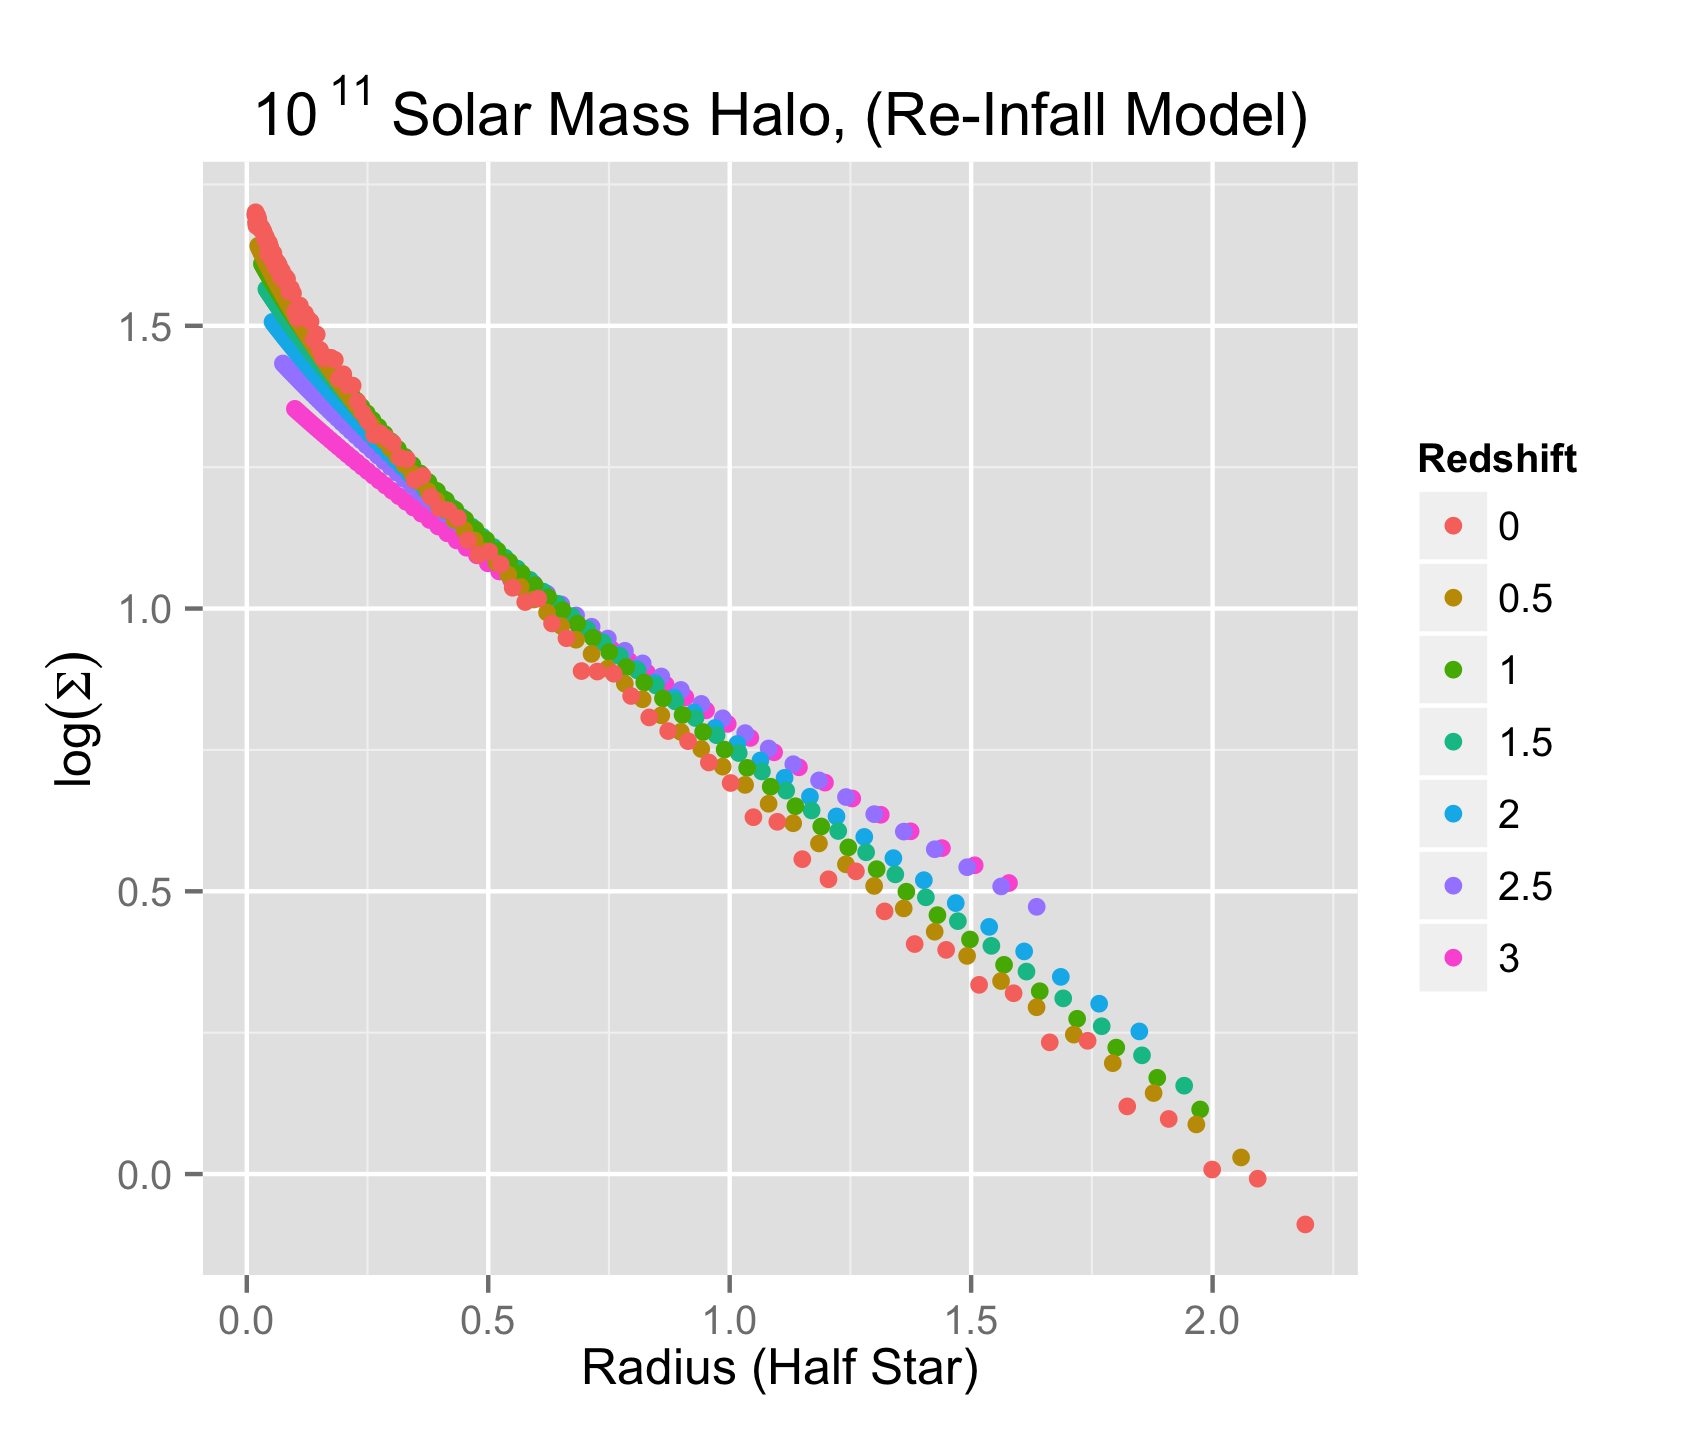 10 11 Solar Mass Halo, (Re-Infall Model)
1.5
1.0
0.5
0.0
log(Σ)
0.0 0.5 1.0 1.5 2.0
Radius (Half Star)
Redshift
0
0.5
1
1.5
2
2.5
3